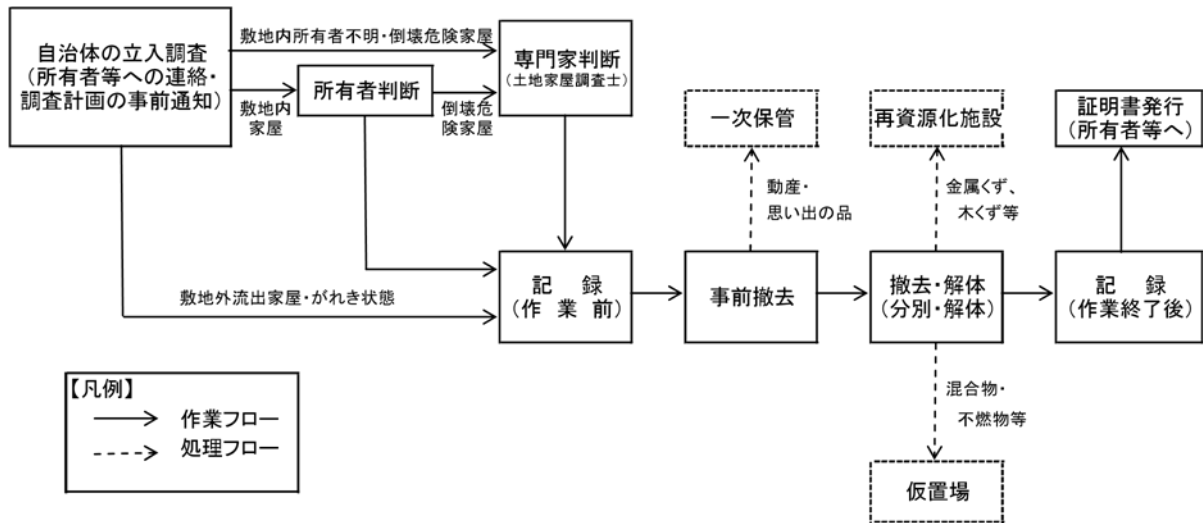 自治体の立入調査
(所有者等への連絡・
調査計画の事前通知)
敷地内所有者不明・倒壊危険家屋
敷地内
家屋
所有者判断
倒壊危
険家屋
専門家判断
(土地家屋調査士)
敷地外流出家屋・がれき状態
記 録
(作 業 前)
一次保管
動産・
思い出の品
事前撤去
再資源化施設
金属くず、
木くず等
撤去・解体
(分別・解体)
混合物・
不燃物等
仮置場
証明書発行
(所有者等へ)
記 録
(作業終了後)
【凡例】
作業フロー
処理フロー